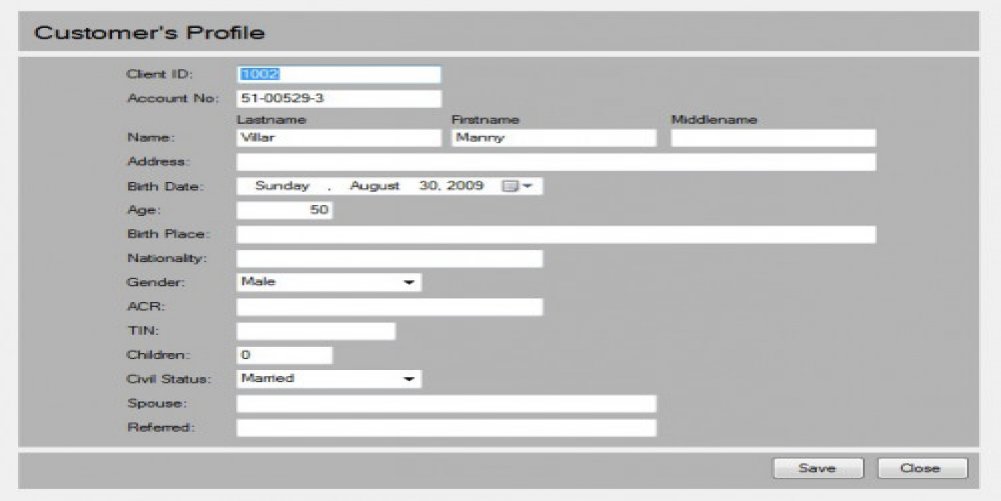 Customer's Profile
Client ID: 1002
Account No: 51-00529-3
Lastname Firstname Middlename
Name: Villar Manny
Address:
Birth Date: Sunday , August 30, 2009
Age: 50
Birth Place:
Nationality:
Gender: Male
ACR:
TIN:
Children: 0
Civil Status: Married
Spouse:
Referred:
Save Close